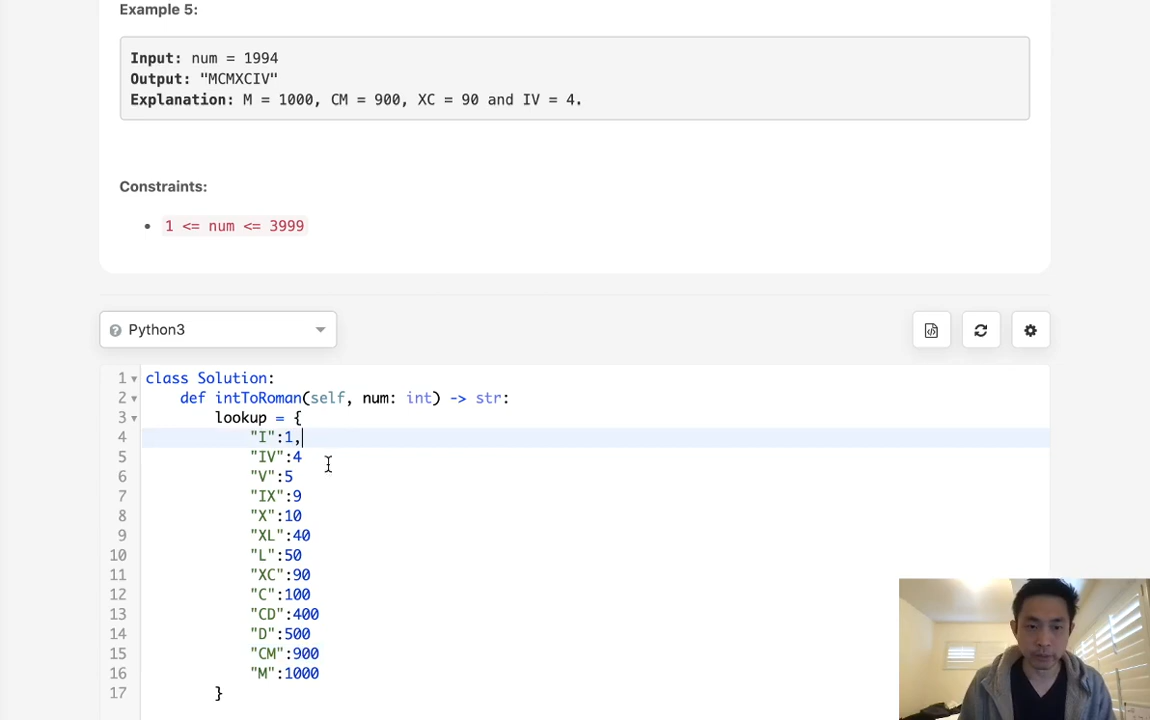 Example 5:
Input: num = 1994
Output: "MCMXCIV"
Explanation: M = 1000, CM = 900, XC = 90 and IV = 4.
Constraints:
• 1 <= num <= 3999
Python3
1 class Solution:
2 def intToRoman(self, num: int) -> str:
3 lookup = {
4 "I":1,
5 "IV":4
6 "V":5
7 "IX":9
8 "X":10
9 "XL":40
10 "L":50
11 "XC":90
12 "C":100
13 "CD":400
14 "D":500
15 "CM":900
16 "M":1000
17 }